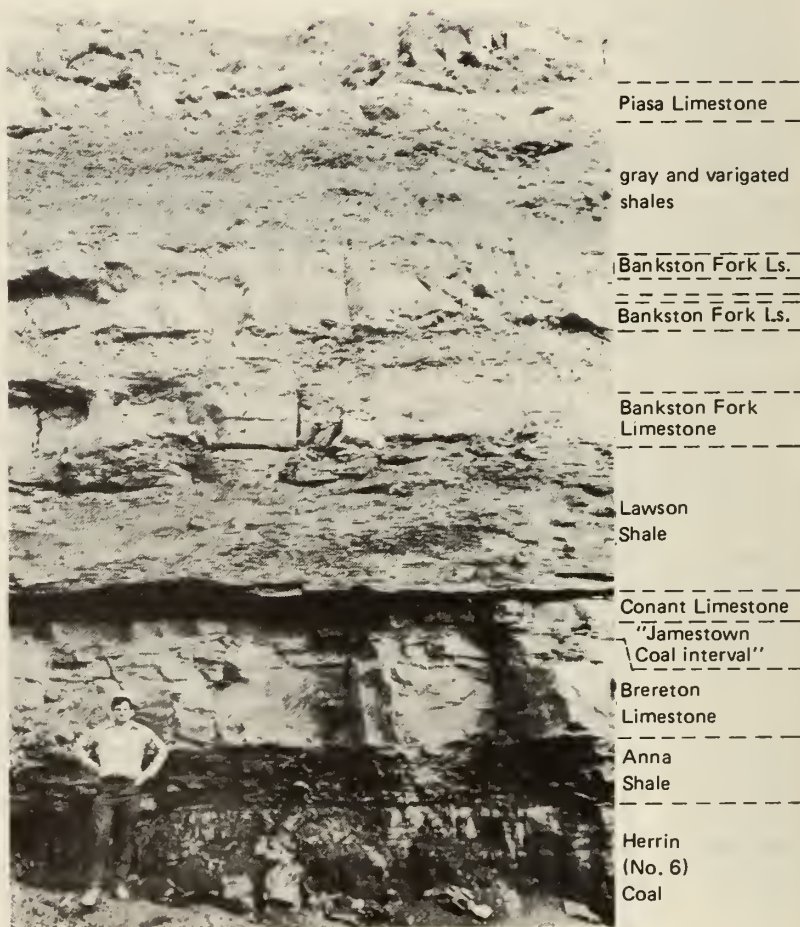 Piasa Limestone
gray and varigated
shales
Bankston Fork Ls.
Bankston Fork Ls.
Bankston Fork
Limestone
Lawson
Shale
Conant Limestone
"Jamestown
Coal interval"
Brereton
Limestone
Anna
Shale
Herrin
(No. 6)
Coal